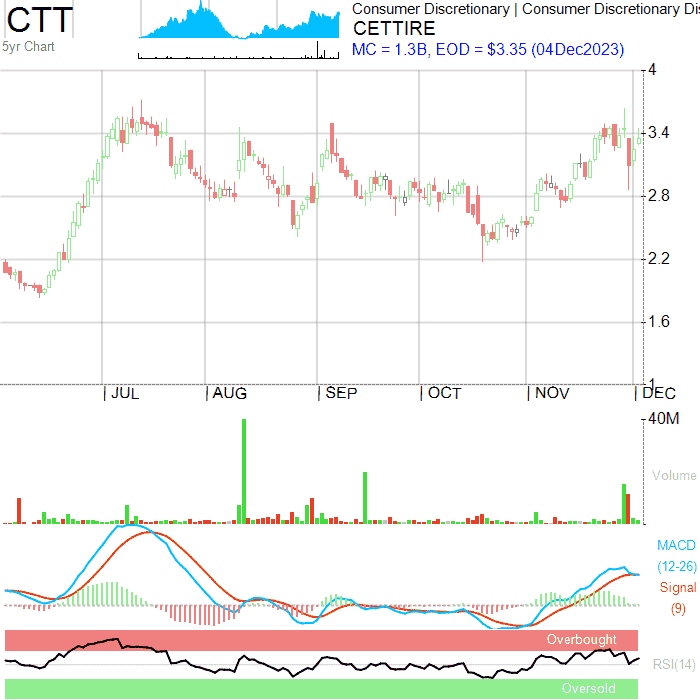 CTT
5yr Chart
Consumer Discretionary | Consumer Discretionary Dis
CETTIRE
MC = 1.3B, EOD = $3.35 (04Dec2023)
4
3.4
2.8
2.2
1.6
1
JUL AUG SEP OCT NOV DEC
40M
Volume
MACD
(12-26)
Signal
(9)
Overbought
RSI(14)
Oversold